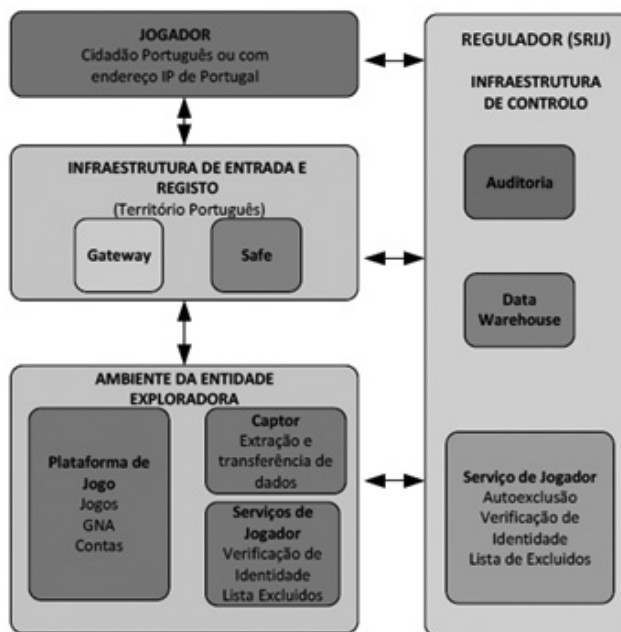 JOGADOR
Cidadão Português ou com
endereço IP de Portugal
INFRAESTRUTURA DE ENTRADA E
REGISTO
(Território Português)
Gateway
Safe
AMBIENTE DA ENTIDADE
EXPLORADORA
Plataforma de
Jogo
Jogos
GNA
Contas
Captor
Extração e
transferência de
dados
Serviços de
Jogador
Verificação de
Identidade
Lista Excluidos
REGULADOR (SRIJ)
INFRAESTRUTURA
DE CONTROLO
Auditoria
Data
Warehouse
Serviço de Jogador
Autoexclusão
Verificação de
Identidade
Lista de Excluidos